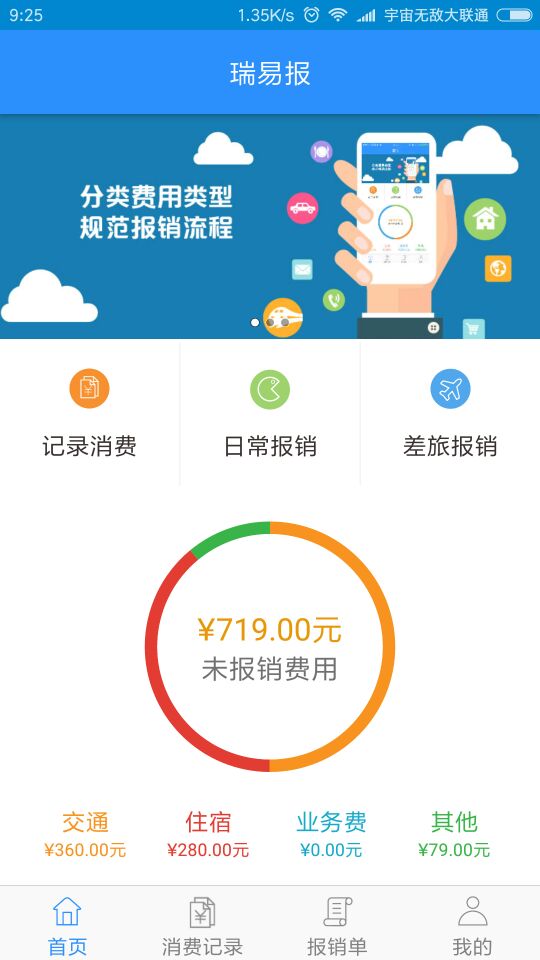 9:25 1.35K/s 宇宙无敌大联通
瑞易报
分类费用类型
规范报销流程
记录消费 日常报销 差旅报销
¥719.00元
未报销费用
交通 住宿 业务费 其他
¥360.00元 ¥280.00元 ¥0.00元 ¥79.00元
首页 消费记录 报销单 我的